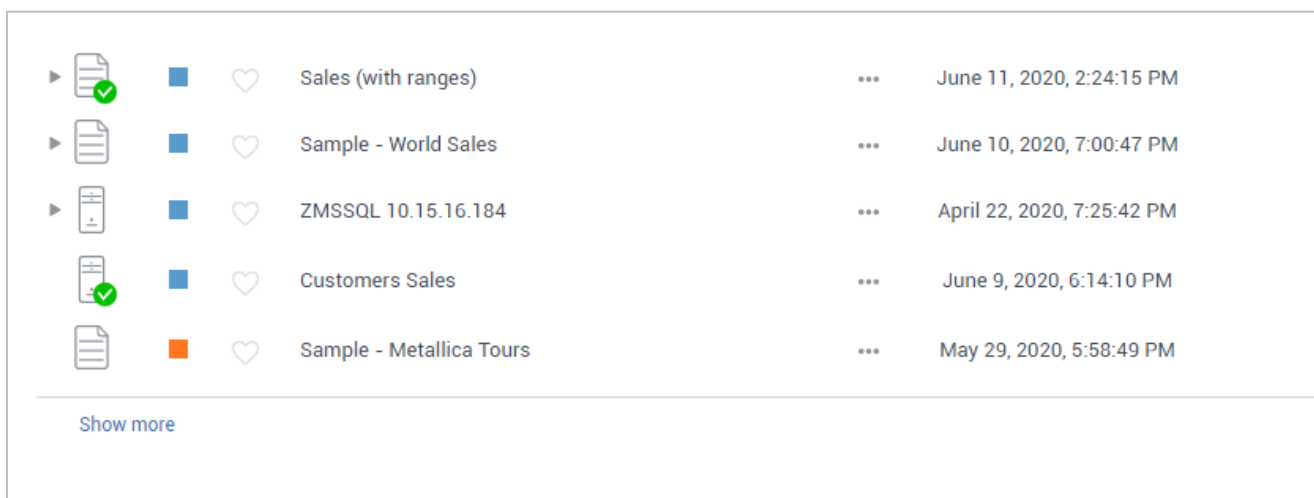 Sales (with ranges) ••• June 11, 2020, 2:24:15 PM
Sample - World Sales ••• June 10, 2020, 7:00:47 PM
ZMSSQL 10.15.16.184 ••• April 22, 2020, 7:25:42 PM
Customers Sales ••• June 9, 2020, 6:14:10 PM
Sample - Metallica Tours ••• May 29, 2020, 5:58:49 PM
Show more